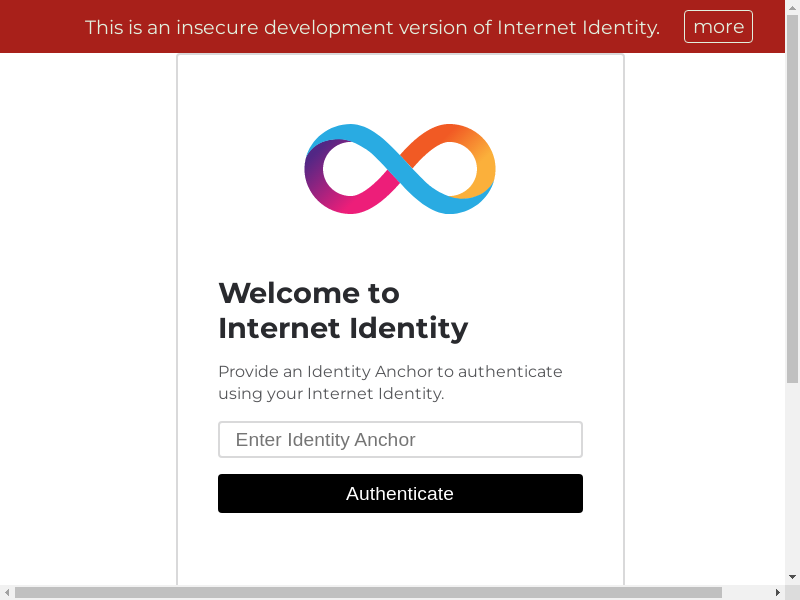 This is an insecure development version of Internet Identity.
more
Welcome to
Internet Identity
Provide an Identity Anchor to authenticate
using your Internet Identity.
Enter Identity Anchor
Authenticate